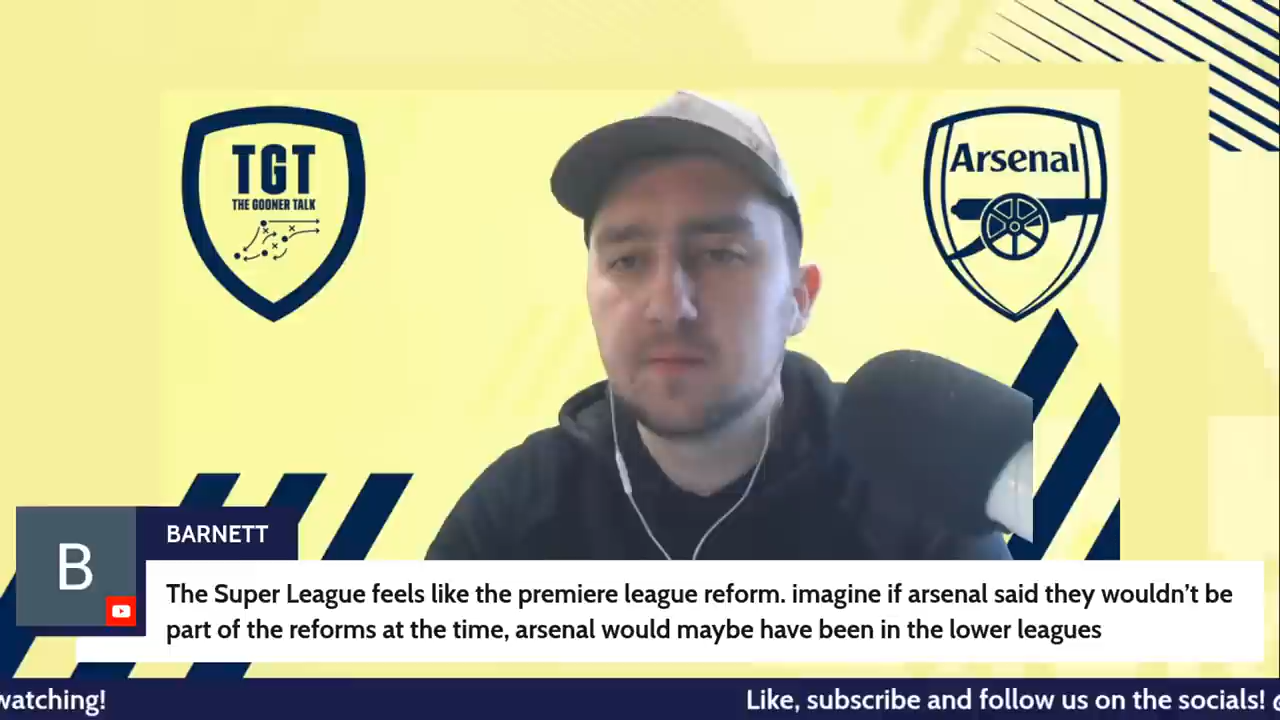 TGT
THE GOONER TALK
Arsenal
B
BARNETT
The Super League feels like the premiere league reform. imagine if arsenal said they wouldn't be
part of the reforms at the time, arsenal would maybe have been in the lower leagues
watching!
Like, subscribe and follow us on the socials!